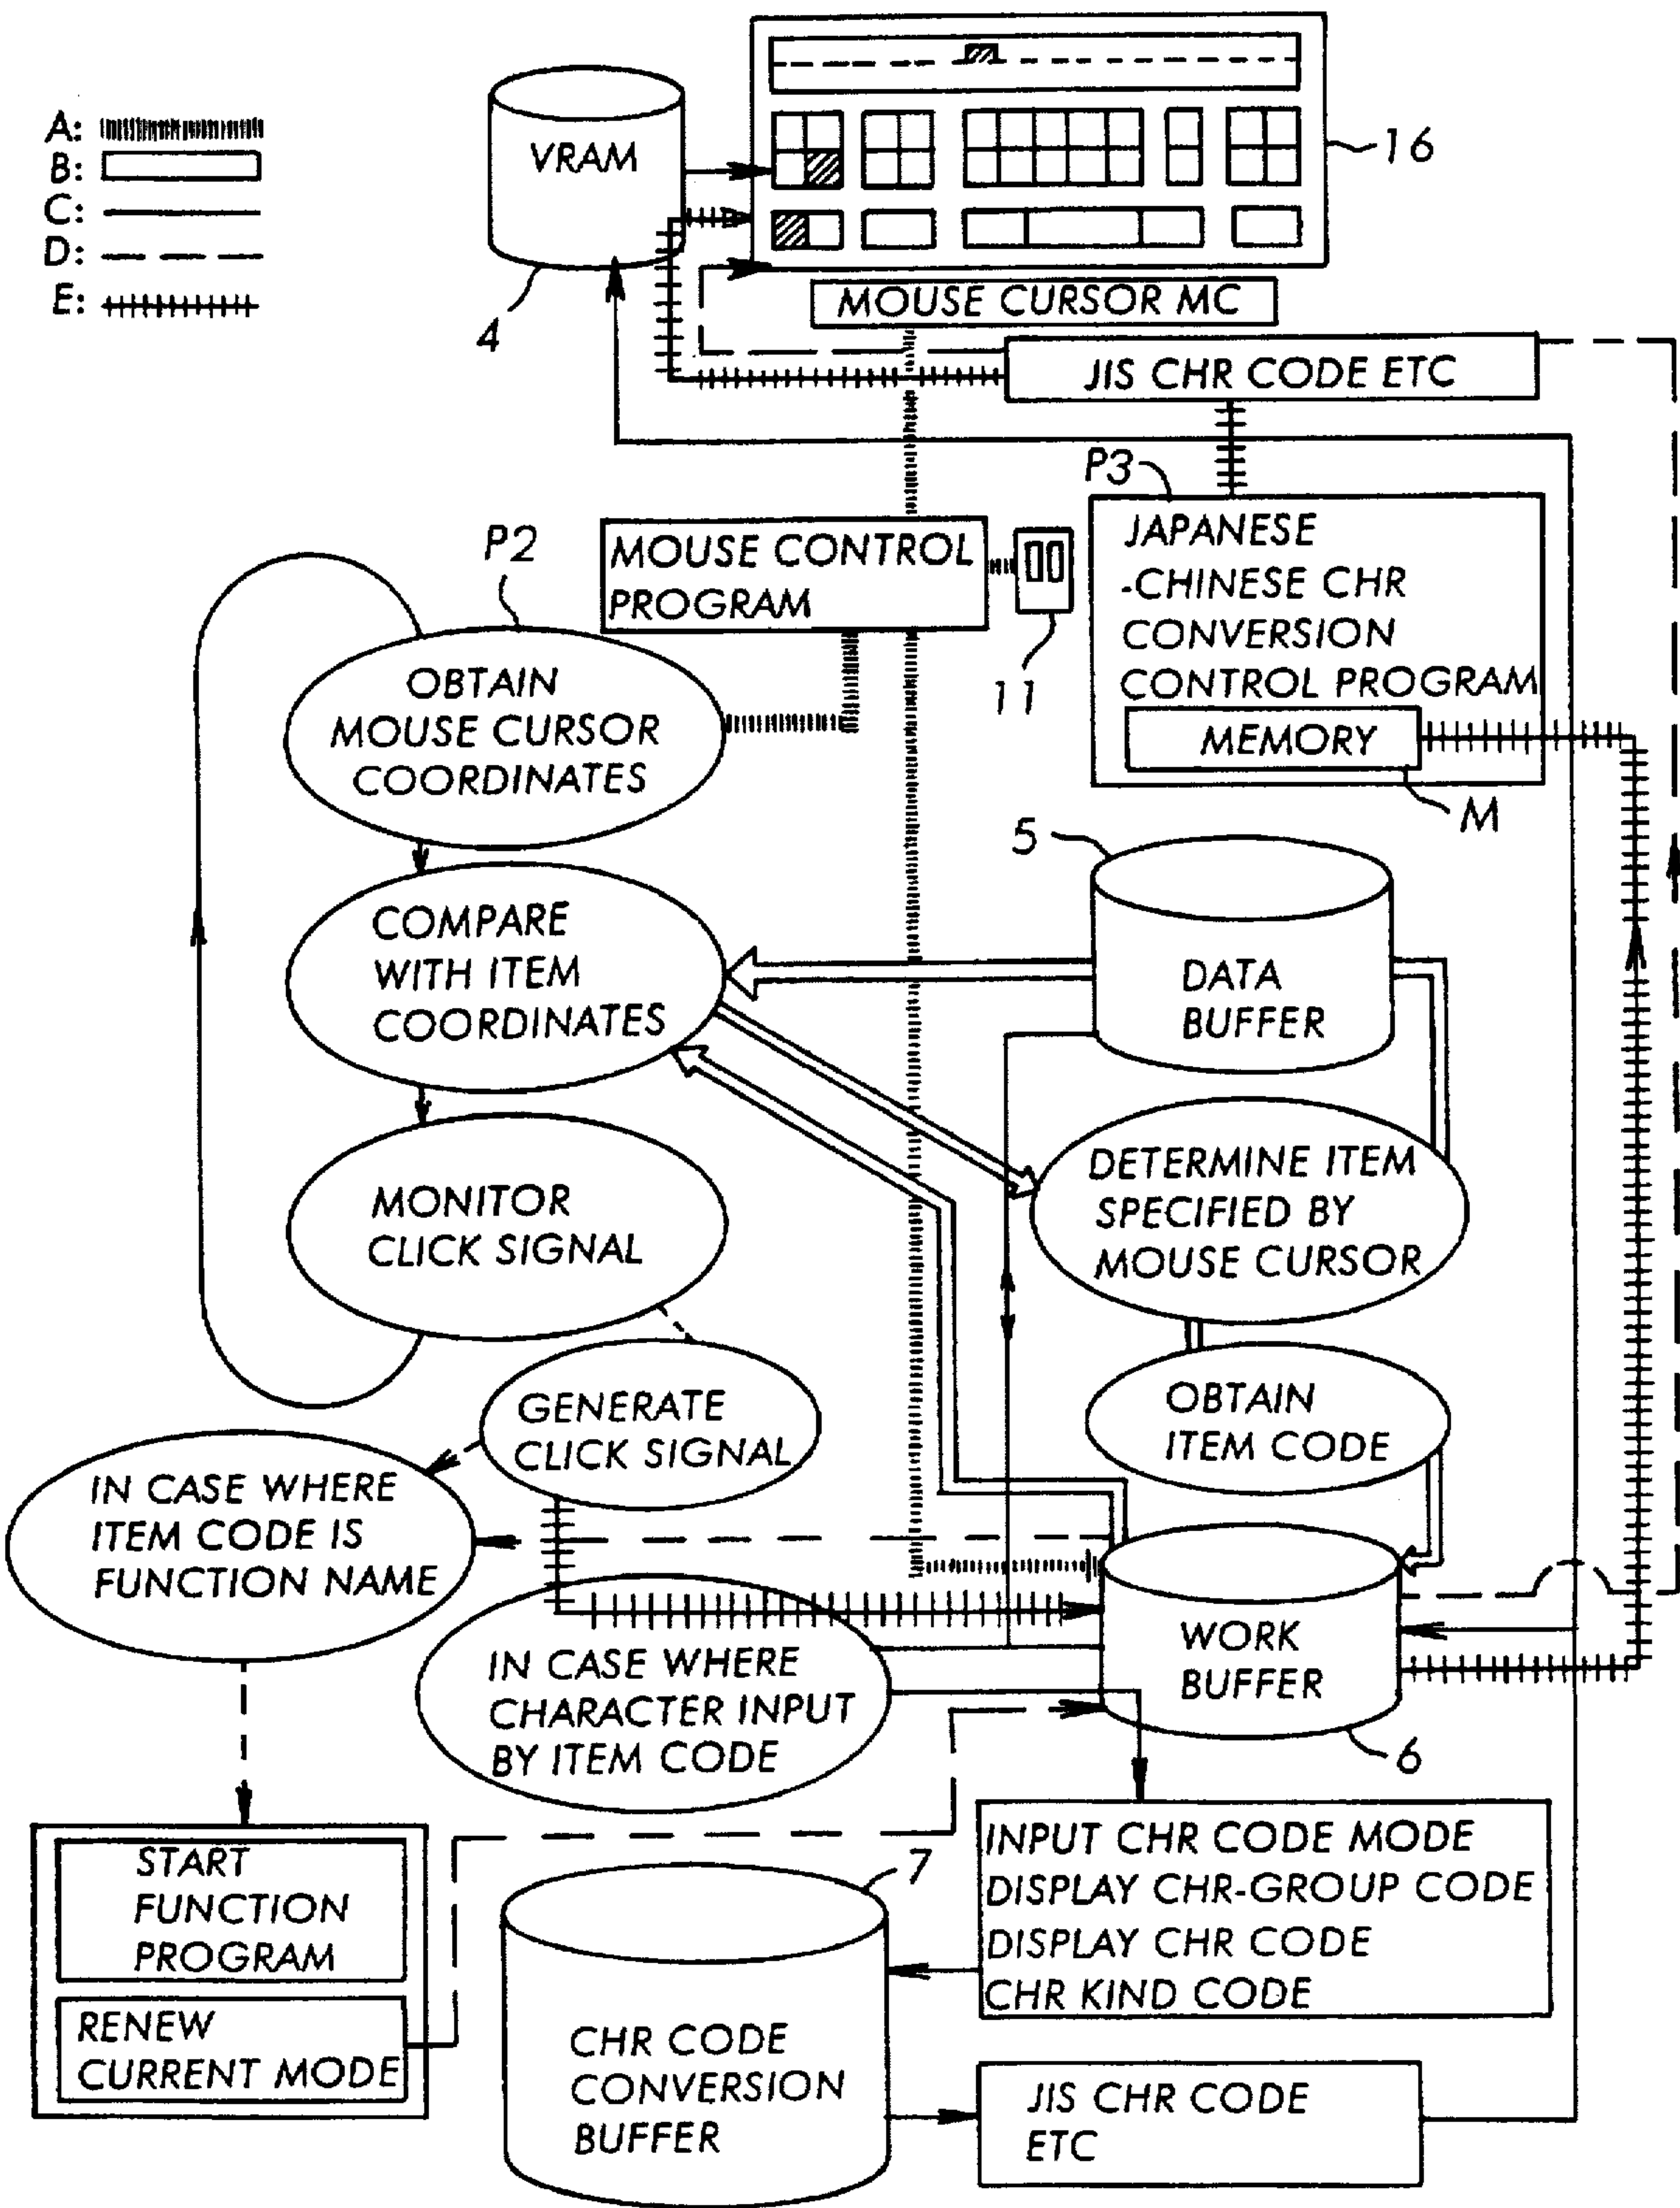 A:
B:
C:
D:
E:
VRAM
4
16
MOUSE CURSOR MC
JIS CHR CODE ETC
P3
JAPANESE
-CHINESE CHR
CONVERSION
CONTROL PROGRAM
MEMORY
M
MOUSE CONTROL
PROGRAM
11
P2
OBTAIN
MOUSE CURSOR
COORDINATES
COMPARE
WITH ITEM
COORDINATES
5
DATA
BUFFER
MONITOR
CLICK SIGNAL
DETERMINE ITEM
SPECIFIED BY
MOUSE CURSOR
GENERATE
CLICK SIGNAL
OBTAIN
ITEM CODE
IN CASE WHERE
ITEM CODE IS
FUNCTION NAME
IN CASE WHERE
CHARACTER INPUT
BY ITEM CODE
WORK
BUFFER
6
START
FUNCTION
PROGRAM
RENEW
CURRENT MODE
INPUT CHR CODE MODE
DISPLAY CHR-GROUP CODE
DISPLAY CHR CODE
CHR KIND CODE
7
CHR CODE
CONVERSION
BUFFER
JIS CHR CODE
ETC